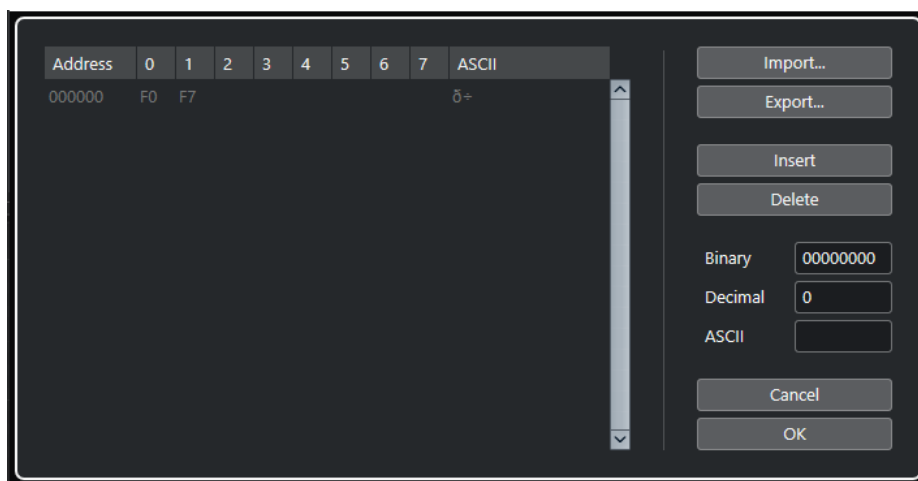 Address 0 1 2 3 4 5 6 7 ASCII
000000 F0 F7 ð÷
Import...
Export...
Insert
Delete
Binary 00000000
Decimal 0
ASCII
Cancel
OK